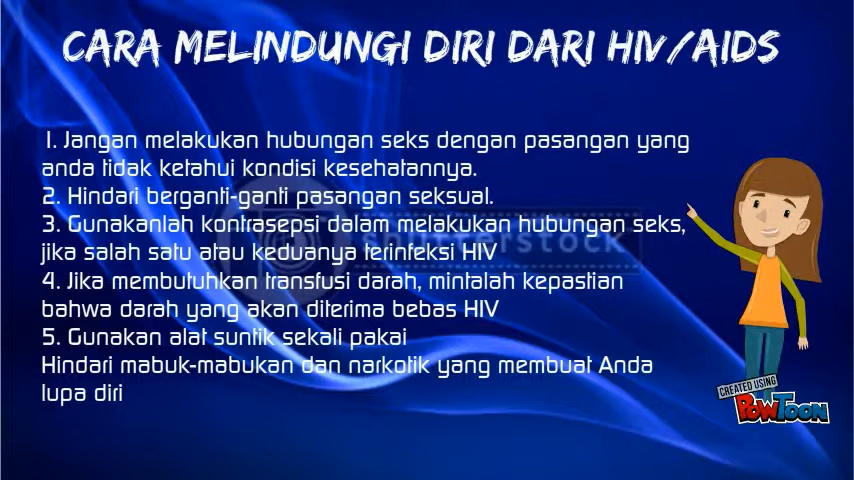 CARA MELINDUNGI DIRI DARI HIV/AIDS
1. Jangan melakukan hubungan seks dengan pasangan yang
anda tidak ketahui kondisi kesehatannya.
2. Hindari berganti-ganti pasangan seksual.
3. Gunakanlah kontrasepsi dalam melakukan hubungan seks,
jika salah satu atau keduanya terinfeksi HIV
4. Jika membutuhkan transfusi darah, mintalah kepastian
bahwa darah yang akan diterima bebas HIV
5. Gunakan alat suntik sekali pakai
Hindari mabuk-mabukan dan narkotik yang membuat Anda
lupa diri
shutterstock
CREATED USING
POWTOON